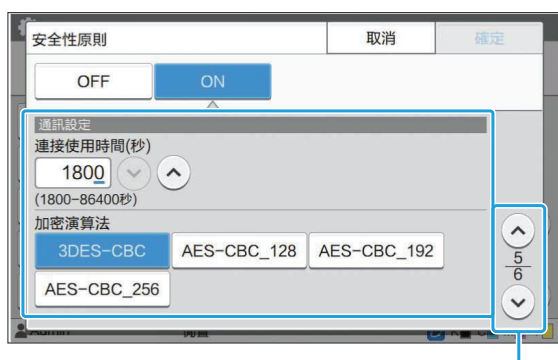 安全性原則 取消 確定
OFF ON
通訊設定
連接使用時間(秒)
1800
(1800-86400秒)
加密演算法
3DES-CBC AES-CBC_128 AES-CBC_192
AES-CBC_256
5
6
Admin